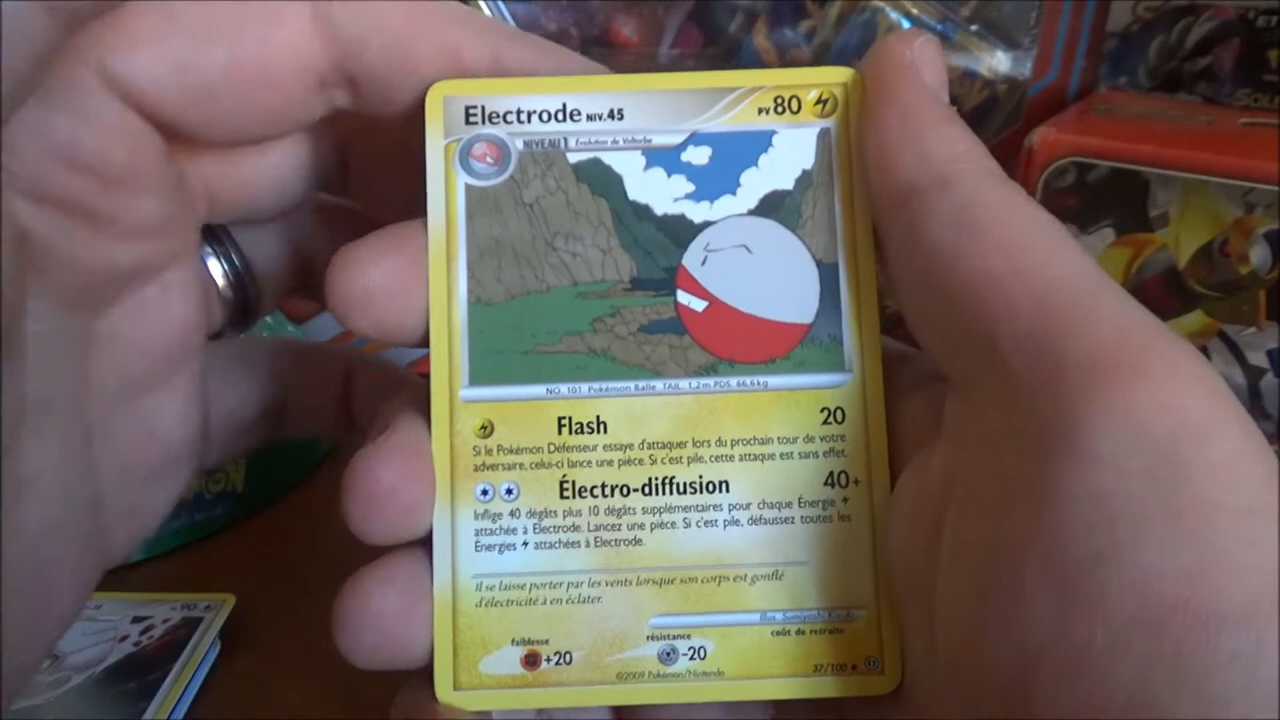 Electrode NIV.45
PV 80
NIVEAU 1 Évolution de Voltorbe
NO. 101 Pokémon Balle TAIL. 1,2m PDS. 66,6kg
Flash 20
Si le Pokémon Défenseur essaye d'attaquer lors du prochain tour de votre
adversaire, celui-ci lance une pièce. Si c'est pile, cette attaque est sans effet.
Électro-diffusion 40+
Inflige 40 dégâts plus 10 dégâts supplémentaires pour chaque Énergie
attachée à Electrode. Lancez une pièce. Si c'est pile, défaussez toutes les
Énergies attachées à Electrode.
Il se laisse porter par les vents lorsque son corps est gonflé
d'électricité à en éclater.
Illus. Sumiyoshi Kizuki
faiblesse
résistance
coût de retraite
+20
-20
©2009 Pokémon/Nintendo
37/100
90